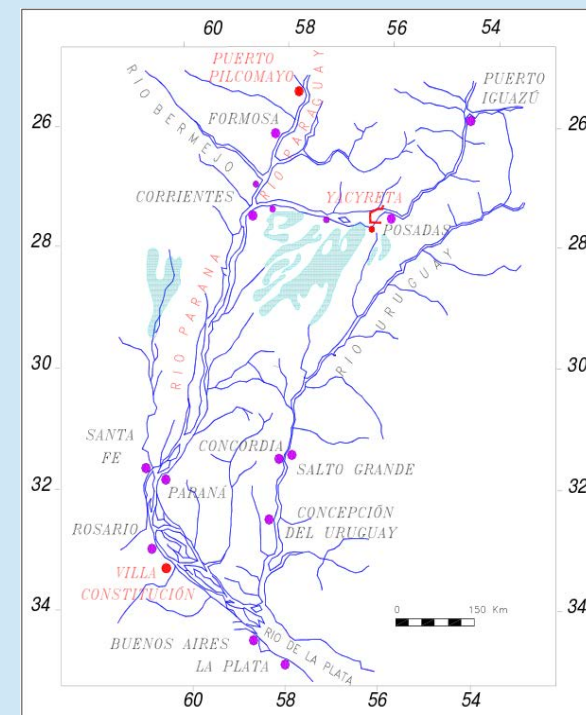 60
58
56
54
PUERTO
PILCOMAYO
PUERTO
IGUAZÚ
RIO BERMEJO
RIO PARAGUAY
26
FORMOSA
26
CORRIENTES
YACYRETA
POSADAS
28
28
RIO PARANA
RIO URUGUAY
30
30
SANTA
FE
CONCORDIA
SALTO GRANDE
32
PARANÁ
32
ROSARIO
CONCEPCIÓN
DEL URUGUAY
VILLA
CONSTITUCIÓN
34
0
150 Km
34
BUENOS AIRES
RIO DE LA PLATA
LA PLATA
60
58
56
54